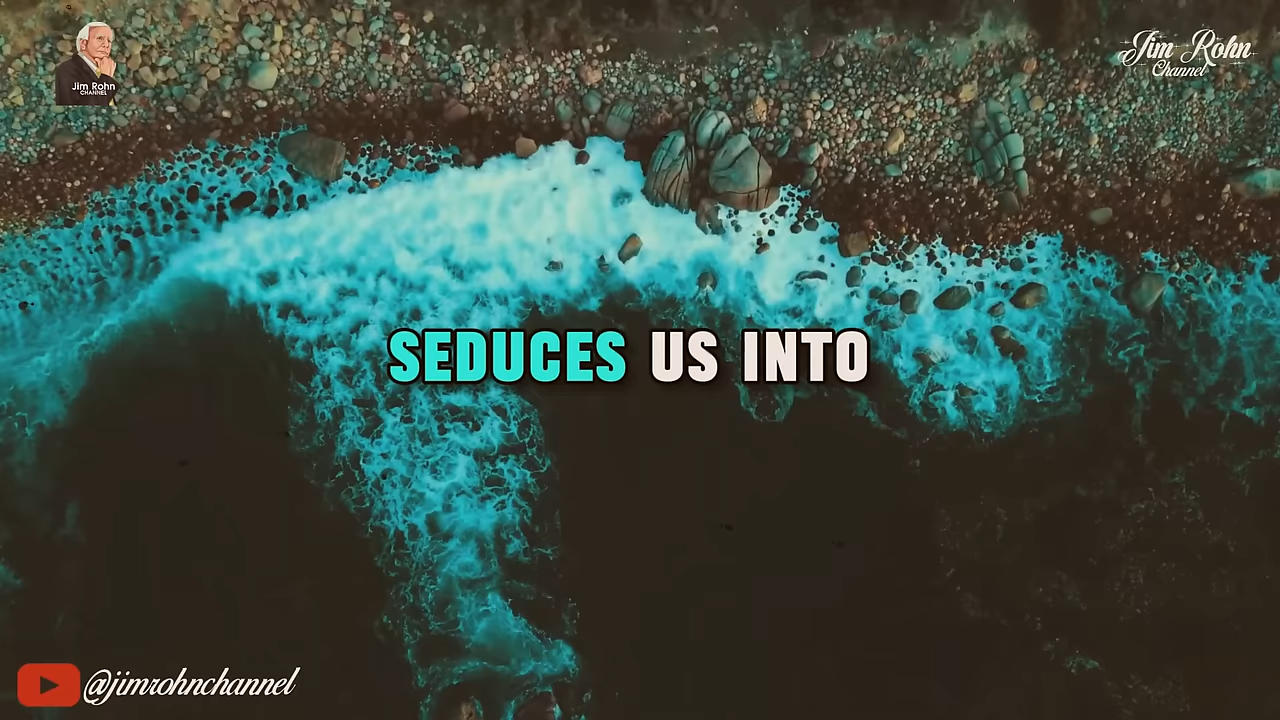 Jim Rohn
CHANNEL
Jim Rohn
Channel
SEDUCES US INTO
@jimrohnchannel